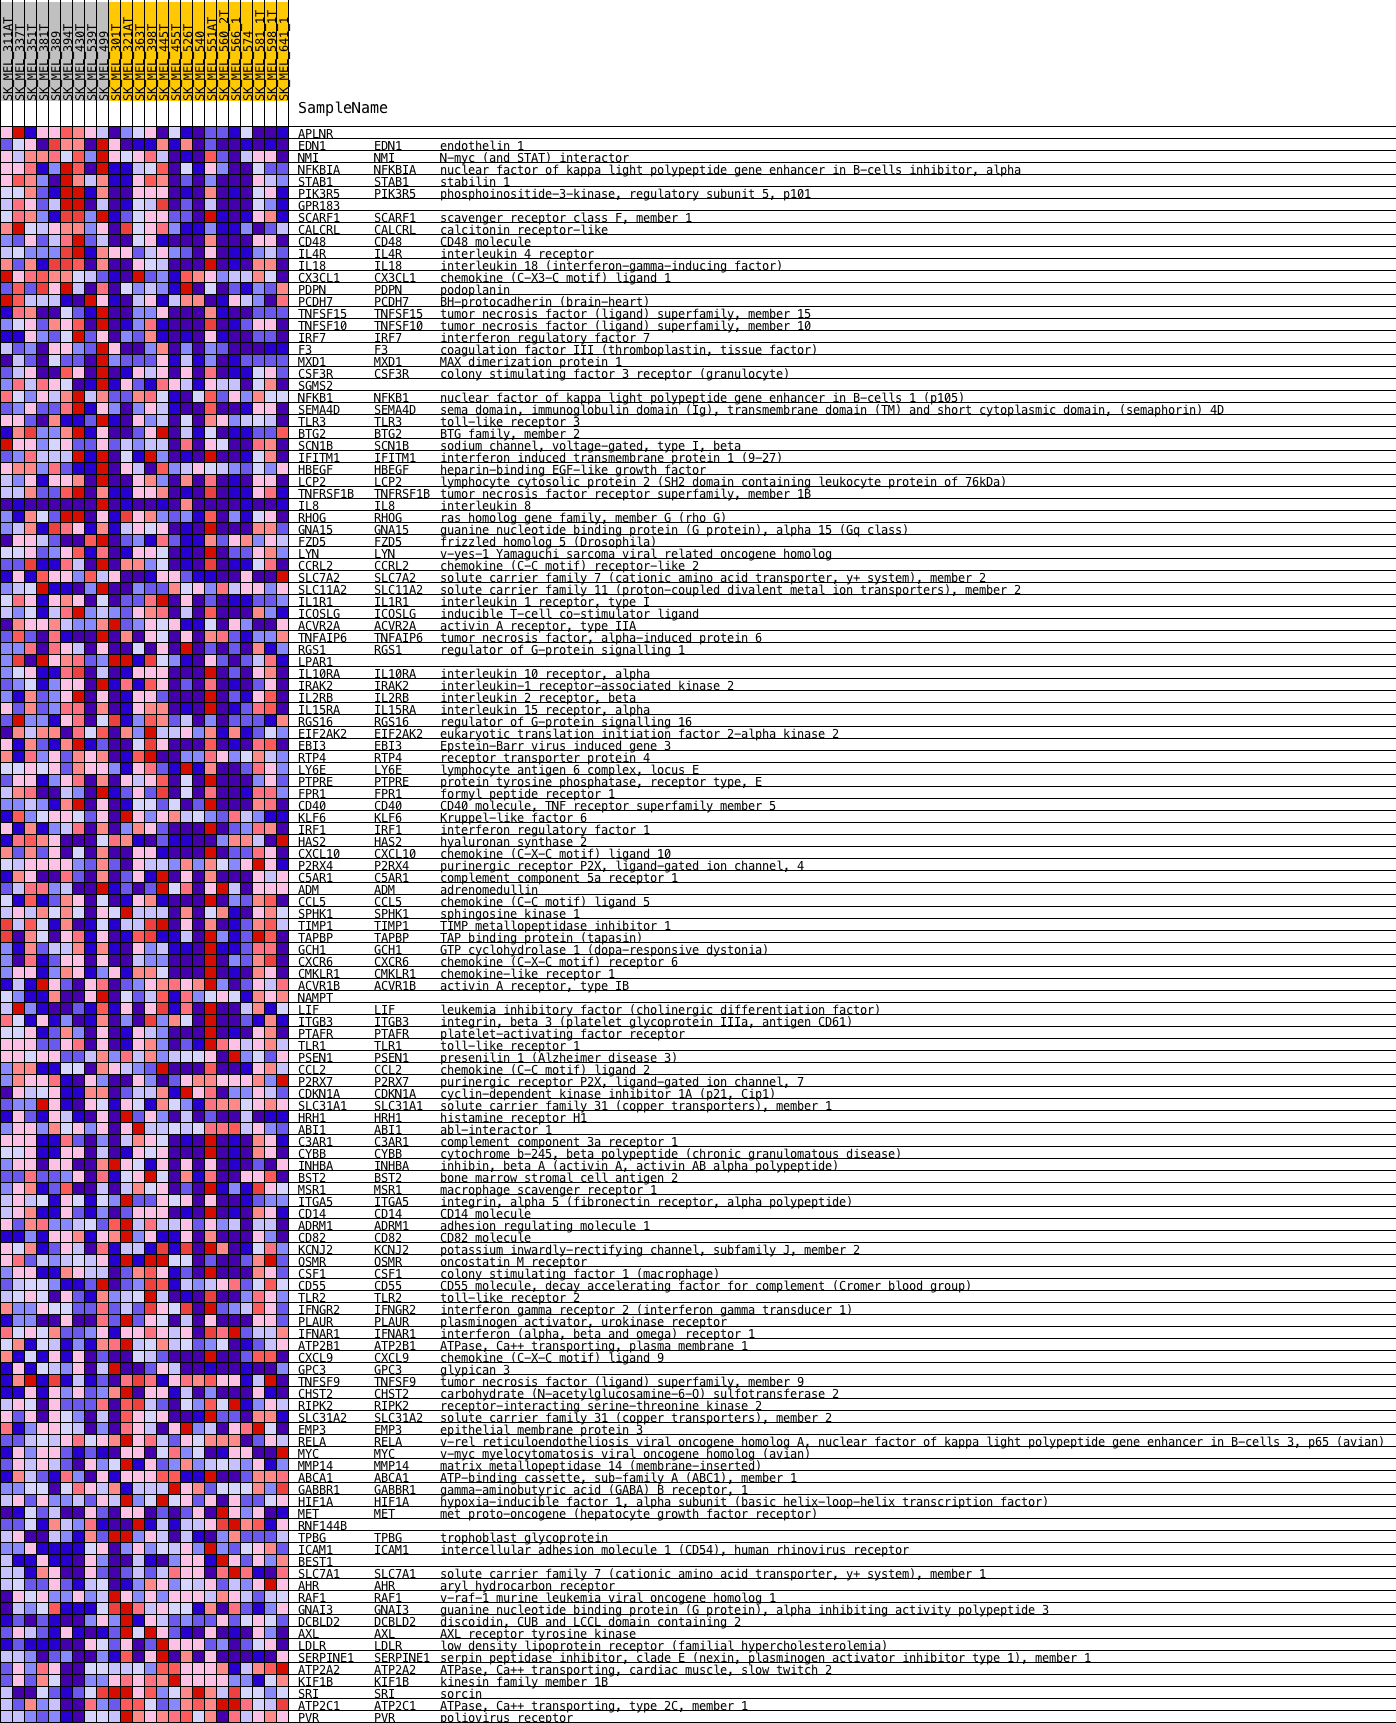 SK_MEL_311AT
SK_MEL_337T
SK_MEL_351T
SK_MEL_381T
SK_MEL_389
SK_MEL_394T
SK_MEL_430T
SK_MEL_539T
SK_MEL_499
SK_MEL_301T
SK_MEL_321AT
SK_MEL_363T
SK_MEL_398T
SK_MEL_445T
SK_MEL_455T
SK_MEL_526T
SK_MEL_540
SK_MEL_551AT
SK_MEL_560_2T
SK_MEL_566_1
SK_MEL_574
SK_MEL_581_1T
SK_MEL_598_1T
SK_MEL_641_1
SampleName
APLNR
EDN1 EDN1 endothelin 1
NMI NMI N-myc (and STAT) interactor
NFKBIA NFKBIA nuclear factor of kappa light polypeptide gene enhancer in B-cells inhibitor, alpha
STAB1 STAB1 stabilin 1
PIK3R5 PIK3R5 phosphoinositide-3-kinase, regulatory subunit 5, p101
GPR183
SCARF1 SCARF1 scavenger receptor class F, member 1
CALCRL CALCRL calcitonin receptor-like
CD48 CD48 CD48 molecule
IL4R IL4R interleukin 4 receptor
IL18 IL18 interleukin 18 (interferon-gamma-inducing factor)
CX3CL1 CX3CL1 chemokine (C-X3-C motif) ligand 1
PDPN PDPN podoplanin
PCDH7 PCDH7 BH-protocadherin (brain-heart)
TNFSF15 TNFSF15 tumor necrosis factor (ligand) superfamily, member 15
TNFSF10 TNFSF10 tumor necrosis factor (ligand) superfamily, member 10
IRF7 IRF7 interferon regulatory factor 7
F3 F3 coagulation factor III (thromboplastin, tissue factor)
MXD1 MXD1 MAX dimerization protein 1
CSF3R CSF3R colony stimulating factor 3 receptor (granulocyte)
SGMS2
NFKB1 NFKB1 nuclear factor of kappa light polypeptide gene enhancer in B-cells 1 (p105)
SEMA4D SEMA4D sema domain, immunoglobulin domain (Ig), transmembrane domain (TM) and short cytoplasmic domain, (semaphorin) 4D
TLR3 TLR3 toll-like receptor 3
BTG2 BTG2 BTG family, member 2
SCN1B SCN1B sodium channel, voltage-gated, type I, beta
IFITM1 IFITM1 interferon induced transmembrane protein 1 (9-27)
HBEGF HBEGF heparin-binding EGF-like growth factor
LCP2 LCP2 lymphocyte cytosolic protein 2 (SH2 domain containing leukocyte protein of 76kDa)
TNFRSF1B TNFRSF1B tumor necrosis factor receptor superfamily, member 1B
IL8 IL8 interleukin 8
RHOG RHOG ras homolog gene family, member G (rho G)
GNA15 GNA15 guanine nucleotide binding protein (G protein), alpha 15 (Gq class)
FZD5 FZD5 frizzled homolog 5 (Drosophila)
LYN LYN v-yes-1 Yamaguchi sarcoma viral related oncogene homolog
CCRL2 CCRL2 chemokine (C-C motif) receptor-like 2
SLC7A2 SLC7A2 solute carrier family 7 (cationic amino acid transporter, y+ system), member 2
SLC11A2 SLC11A2 solute carrier family 11 (proton-coupled divalent metal ion transporters), member 2
IL1R1 IL1R1 interleukin 1 receptor, type I
ICOSLG ICOSLG inducible T-cell co-stimulator ligand
ACVR2A ACVR2A activin A receptor, type IIA
TNFAIP6 TNFAIP6 tumor necrosis factor, alpha-induced protein 6
RGS1 RGS1 regulator of G-protein signalling 1
LPAR1
IL10RA IL10RA interleukin 10 receptor, alpha
IRAK2 IRAK2 interleukin-1 receptor-associated kinase 2
IL2RB IL2RB interleukin 2 receptor, beta
IL15RA IL15RA interleukin 15 receptor, alpha
RGS16 RGS16 regulator of G-protein signalling 16
EIF2AK2 EIF2AK2 eukaryotic translation initiation factor 2-alpha kinase 2
EBI3 EBI3 Epstein-Barr virus induced gene 3
RTP4 RTP4 receptor transporter protein 4
LY6E LY6E lymphocyte antigen 6 complex, locus E
PTPRE PTPRE protein tyrosine phosphatase, receptor type, E
FPR1 FPR1 formyl peptide receptor 1
CD40 CD40 CD40 molecule, TNF receptor superfamily member 5
KLF6 KLF6 Kruppel-like factor 6
IRF1 IRF1 interferon regulatory factor 1
HAS2 HAS2 hyaluronan synthase 2
CXCL10 CXCL10 chemokine (C-X-C motif) ligand 10
P2RX4 P2RX4 purinergic receptor P2X, ligand-gated ion channel, 4
C5AR1 C5AR1 complement component 5a receptor 1
ADM ADM adrenomedullin
CCL5 CCL5 chemokine (C-C motif) ligand 5
SPHK1 SPHK1 sphingosine kinase 1
TIMP1 TIMP1 TIMP metallopeptidase inhibitor 1
TAPBP TAPBP TAP binding protein (tapasin)
GCH1 GCH1 GTP cyclohydrolase 1 (dopa-responsive dystonia)
CXCR6 CXCR6 chemokine (C-X-C motif) receptor 6
CMKLR1 CMKLR1 chemokine-like receptor 1
ACVR1B ACVR1B activin A receptor, type IB
NAMPT
LIF LIF leukemia inhibitory factor (cholinergic differentiation factor)
ITGB3 ITGB3 integrin, beta 3 (platelet glycoprotein IIIa, antigen CD61)
PTAFR PTAFR platelet-activating factor receptor
TLR1 TLR1 toll-like receptor 1
PSEN1 PSEN1 presenilin 1 (Alzheimer disease 3)
CCL2 CCL2 chemokine (C-C motif) ligand 2
P2RX7 P2RX7 purinergic receptor P2X, ligand-gated ion channel, 7
CDKN1A CDKN1A cyclin-dependent kinase inhibitor 1A (p21, Cip1)
SLC31A1 SLC31A1 solute carrier family 31 (copper transporters), member 1
HRH1 HRH1 histamine receptor H1
ABI1 ABI1 abl-interactor 1
C3AR1 C3AR1 complement component 3a receptor 1
CYBB CYBB cytochrome b-245, beta polypeptide (chronic granulomatous disease)
INHBA INHBA inhibin, beta A (activin A, activin AB alpha polypeptide)
BST2 BST2 bone marrow stromal cell antigen 2
MSR1 MSR1 macrophage scavenger receptor 1
ITGA5 ITGA5 integrin, alpha 5 (fibronectin receptor, alpha polypeptide)
CD14 CD14 CD14 molecule
ADRM1 ADRM1 adhesion regulating molecule 1
CD82 CD82 CD82 molecule
KCNJ2 KCNJ2 potassium inwardly-rectifying channel, subfamily J, member 2
OSMR OSMR oncostatin M receptor
CSF1 CSF1 colony stimulating factor 1 (macrophage)
CD55 CD55 CD55 molecule, decay accelerating factor for complement (Cromer blood group)
TLR2 TLR2 toll-like receptor 2
IFNGR2 IFNGR2 interferon gamma receptor 2 (interferon gamma transducer 1)
PLAUR PLAUR plasminogen activator, urokinase receptor
IFNAR1 IFNAR1 interferon (alpha, beta and omega) receptor 1
ATP2B1 ATP2B1 ATPase, Ca++ transporting, plasma membrane 1
CXCL9 CXCL9 chemokine (C-X-C motif) ligand 9
GPC3 GPC3 glypican 3
TNFSF9 TNFSF9 tumor necrosis factor (ligand) superfamily, member 9
CHST2 CHST2 carbohydrate (N-acetylglucosamine-6-O) sulfotransferase 2
RIPK2 RIPK2 receptor-interacting serine-threonine kinase 2
SLC31A2 SLC31A2 solute carrier family 31 (copper transporters), member 2
EMP3 EMP3 epithelial membrane protein 3
RELA RELA v-rel reticuloendotheliosis viral oncogene homolog A, nuclear factor of kappa light polypeptide gene enhancer in B-cells 3, p65 (avian)
MYC MYC v-myc myelocytomatosis viral oncogene homolog (avian)
MMP14 MMP14 matrix metallopeptidase 14 (membrane-inserted)
ABCA1 ABCA1 ATP-binding cassette, sub-family A (ABC1), member 1
GABBR1 GABBR1 gamma-aminobutyric acid (GABA) B receptor, 1
HIF1A HIF1A hypoxia-inducible factor 1, alpha subunit (basic helix-loop-helix transcription factor)
MET MET met proto-oncogene (hepatocyte growth factor receptor)
RNF144B
TPBG TPBG trophoblast glycoprotein
ICAM1 ICAM1 intercellular adhesion molecule 1 (CD54), human rhinovirus receptor
BEST1
SLC7A1 SLC7A1 solute carrier family 7 (cationic amino acid transporter, y+ system), member 1
AHR AHR aryl hydrocarbon receptor
RAF1 RAF1 v-raf-1 murine leukemia viral oncogene homolog 1
GNAI3 GNAI3 guanine nucleotide binding protein (G protein), alpha inhibiting activity polypeptide 3
DCBLD2 DCBLD2 discoidin, CUB and LCCL domain containing 2
AXL AXL AXL receptor tyrosine kinase
LDLR LDLR low density lipoprotein receptor (familial hypercholesterolemia)
SERPINE1 SERPINE1 serpin peptidase inhibitor, clade E (nexin, plasminogen activator inhibitor type 1), member 1
ATP2A2 ATP2A2 ATPase, Ca++ transporting, cardiac muscle, slow twitch 2
KIF1B KIF1B kinesin family member 1B
SRI SRI sorcin
ATP2C1 ATP2C1 ATPase, Ca++ transporting, type 2C, member 1
PVR PVR poliovirus receptor